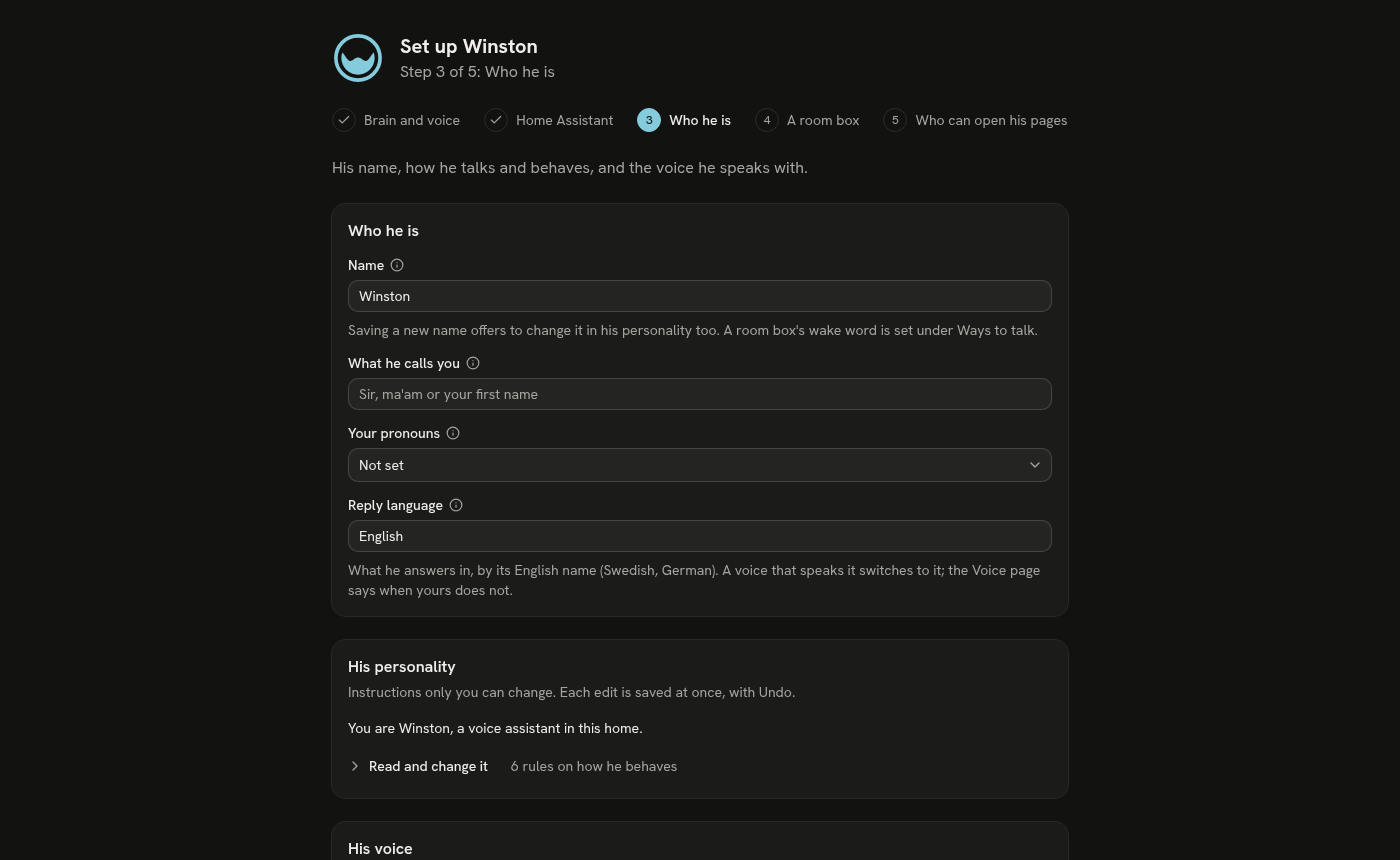 Set up Winston
Step 3 of 5: Who he is
Brain and voice
Home Assistant
3 Who he is
4 A room box
5 Who can open his pages
His name, how he talks and behaves, and the voice he speaks with.
Who he is
Name
Winston
Saving a new name offers to change it in his personality too. A room box's wake word is set under Ways to talk.
What he calls you
Sir, ma'am or your first name
Your pronouns
Not set
Reply language
English
What he answers in, by its English name (Swedish, German). A voice that speaks it switches to it; the Voice page
says when yours does not.
His personality
Instructions only you can change. Each edit is saved at once, with Undo.
You are Winston, a voice assistant in this home.
Read and change it 6 rules on how he behaves
His voice